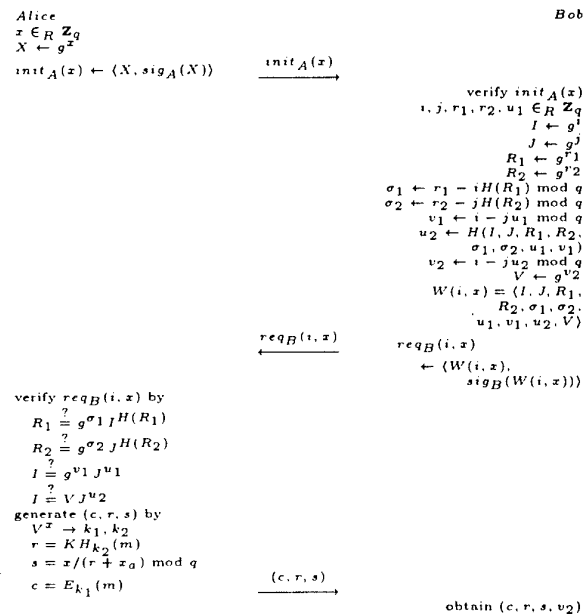 Alice Bob
x ∈_R Z_q
X ← g^x
init_A(x) ← ⟨X, sig_A(X)⟩
init_A(x)
verify init_A(x)
i, j, r_1, r_2, u_1 ∈_R Z_q
I ← g^i
J ← g^j
R_1 ← g^{r_1}
R_2 ← g^{r_2}
σ_1 ← r_1 − iH(R_1) mod q
σ_2 ← r_2 − jH(R_2) mod q
v_1 ← i − ju_1 mod q
u_2 ← H(I, J, R_1, R_2,
σ_1, σ_2, u_1, v_1)
v_2 ← i − ju_2 mod q
V ← g^{v_2}
W(i, x) = ⟨I, J, R_1,
R_2, σ_1, σ_2,
u_1, v_1, u_2, V⟩
req_B(i, x) req_B(i, x)
← ⟨W(i, x),
sig_B(W(i, x))⟩
verify req_B(i, x) by
R_1 =? g^{σ_1} I^{H(R_1)}
R_2 =? g^{σ_2} J^{H(R_2)}
I =? g^{v_1} J^{u_1}
I =? V J^{u_2}
generate (c, r, s) by
V^x → k_1, k_2
r = KH_{k_2}(m)
s = x/(r + x_a) mod q
c = E_{k_1}(m) (c, r, s)
obtain (c, r, s, v_2)